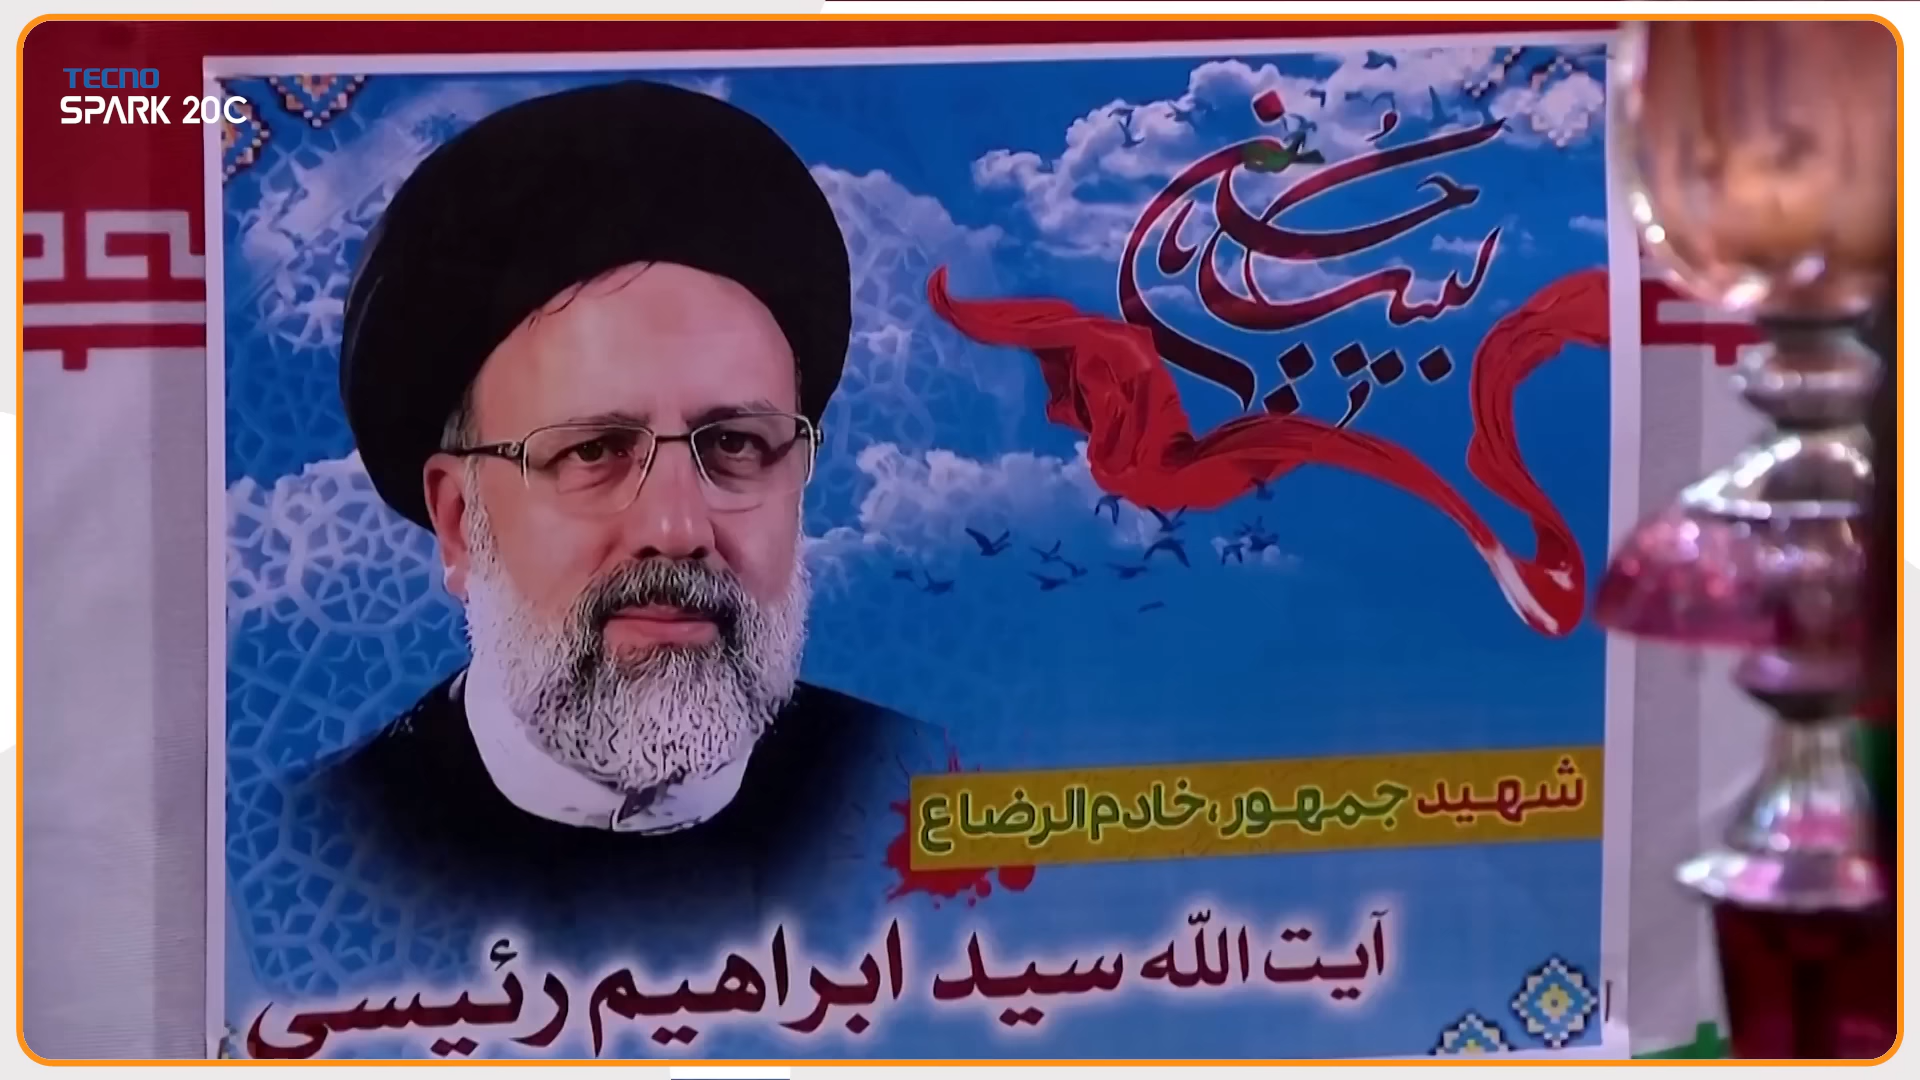 TECNO
SPARK 20C
لبیک یا حسین
شهید جمهور، خادم الرضا ع
آیت الله سید ابراهیم رئیسی